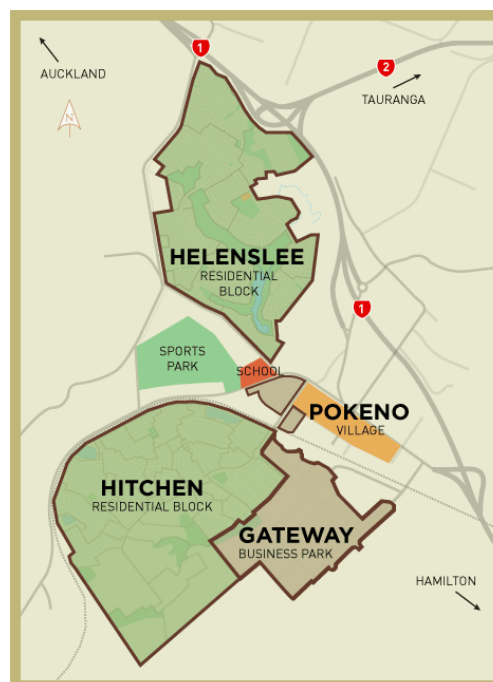 1
2
AUCKLAND
TAURANGA
N
HELENSLEE
RESIDENTIAL
BLOCK
1
SPORTS
PARK
SCHOOL
POKENO
VILLAGE
HITCHEN
RESIDENTIAL BLOCK
GATEWAY
BUSINESS PARK
HAMILTON